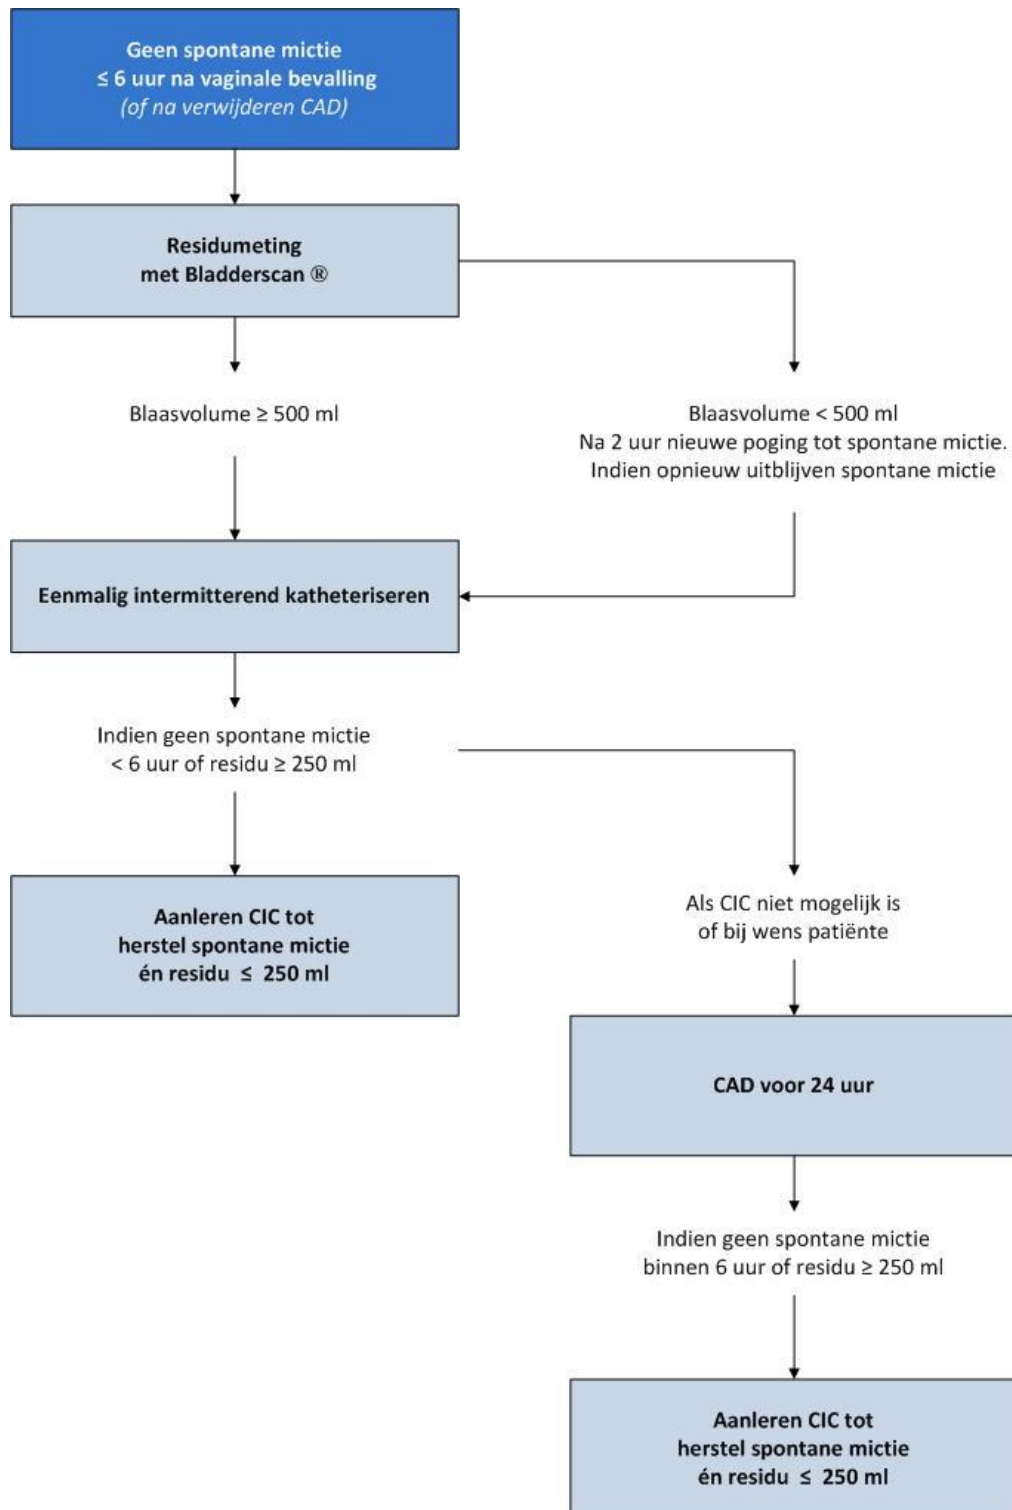 Geen spontane mictie
≤ 6 uur na vaginale bevalling
(of na verwijderen CAD)
Residumeting
met Bladderscan ®
Blaasvolume ≥ 500 ml
Blaasvolume < 500 ml
Na 2 uur nieuwe poging tot spontane mictie.
Indien opnieuw uitblijven spontane mictie
Eenmalig intermitterend katheteriseren
Indien geen spontane mictie
< 6 uur of residu ≥ 250 ml
Aanleren CIC tot
herstel spontane mictie
én residu ≤ 250 ml
Als CIC niet mogelijk is
of bij wens patiënte
CAD voor 24 uur
Indien geen spontane mictie
binnen 6 uur of residu ≥ 250 ml
Aanleren CIC tot
herstel spontane mictie
én residu ≤ 250 ml